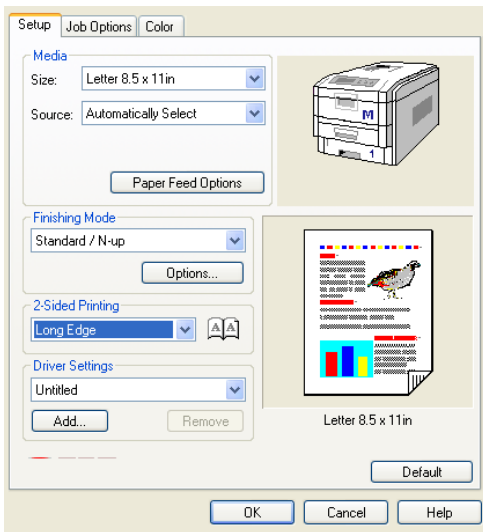 Setup
Job Options
Color
Media
Size:
Letter 8.5 x 11in
Source:
Automatically Select
Paper Feed Options
M
1
Finishing Mode
Standard / N-up
Options...
2-Sided Printing
Long Edge
A A
Driver Settings
Untitled
Add...
Remove
Letter 8.5 x 11in
Default
OK
Cancel
Help